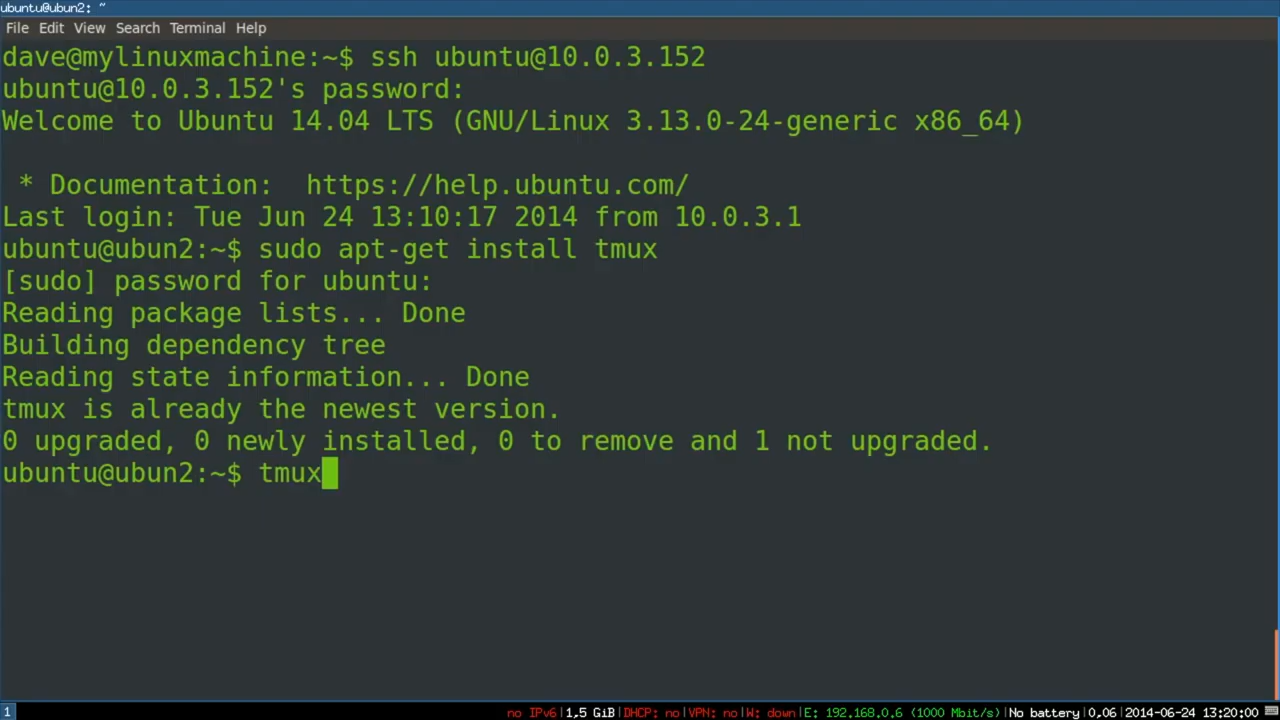 ubuntu@ubun2: ~
File Edit View Search Terminal Help
dave@mylinuxmachine:~$ ssh ubuntu@10.0.3.152
ubuntu@10.0.3.152's password:
Welcome to Ubuntu 14.04 LTS (GNU/Linux 3.13.0-24-generic x86_64)
* Documentation:  https://help.ubuntu.com/
Last login: Tue Jun 24 13:10:17 2014 from 10.0.3.1
ubuntu@ubun2:~$ sudo apt-get install tmux
[sudo] password for ubuntu:
Reading package lists... Done
Building dependency tree
Reading state information... Done
tmux is already the newest version.
0 upgraded, 0 newly installed, 0 to remove and 1 not upgraded.
ubuntu@ubun2:~$ tmux
1 no IPv6|1,5 GiB|DHCP: no|VPN: no|W: down|E: 192.168.0.6 (1000 Mbit/s)|No battery|0.06|2014-06-24 13:20:00